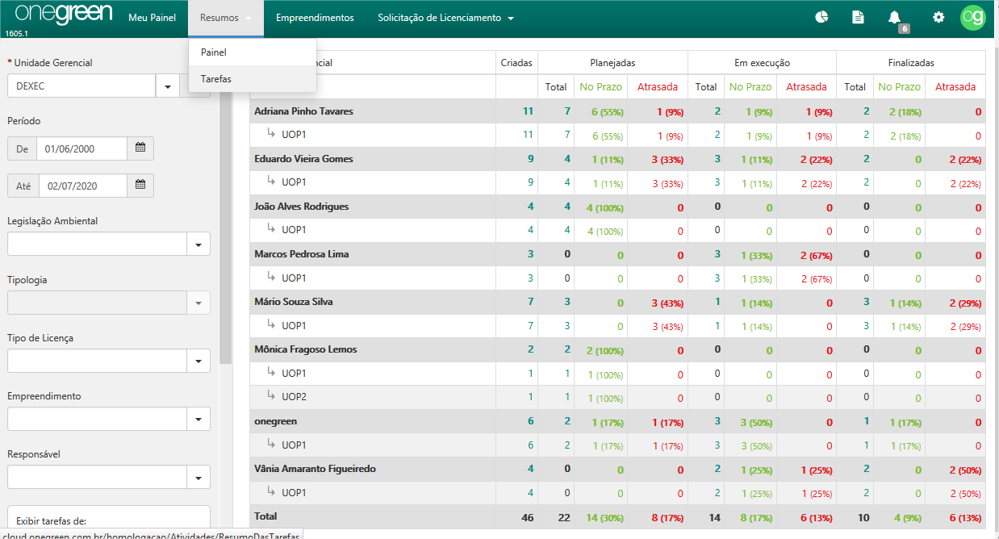 onegreen
1605.1
Meu Painel
Resumos
Empreendimentos
Solicitação de Licenciamento
6
og
Painel
Tarefas
* Unidade Gerencial
DEXEC
Período
De 01/06/2000
Até 02/07/2020
Legislação Ambiental
Tipologia
Tipo de Licença
Empreendimento
Responsável
Exibir tarefas de:
ncial Criadas Planejadas Em execução Finalizadas
Total No Prazo Atrasada Total No Prazo Atrasada Total No Prazo Atrasada
Adriana Pinho Tavares 11 7 6 (55%) 1 (9%) 2 1 (9%) 1 (9%) 2 2 (18%) 0
UOP1 11 7 6 (55%) 1 (9%) 2 1 (9%) 1 (9%) 2 2 (18%) 0
Eduardo Vieira Gomes 9 4 1 (11%) 3 (33%) 3 1 (11%) 2 (22%) 2 0 2 (22%)
UOP1 9 4 1 (11%) 3 (33%) 3 1 (11%) 2 (22%) 2 0 2 (22%)
João Alves Rodrigues 4 4 4 (100%) 0 0 0 0 0 0 0
UOP1 4 4 4 (100%) 0 0 0 0 0 0 0
Marcos Pedrosa Lima 3 0 0 0 3 1 (33%) 2 (67%) 0 0 0
UOP1 3 0 0 0 3 1 (33%) 2 (67%) 0 0 0
Mário Souza Silva 7 3 0 3 (43%) 1 1 (14%) 0 3 1 (14%) 2 (29%)
UOP1 7 3 0 3 (43%) 1 1 (14%) 0 3 1 (14%) 2 (29%)
Mônica Fragoso Lemos 2 2 2 (100%) 0 0 0 0 0 0 0
UOP1 1 1 1 (100%) 0 0 0 0 0 0 0
UOP2 1 1 1 (100%) 0 0 0 0 0 0 0
onegreen 6 2 1 (17%) 1 (17%) 3 3 (50%) 0 1 1 (17%) 0
UOP1 6 2 1 (17%) 1 (17%) 3 3 (50%) 0 1 1 (17%) 0
Vânia Amaranto Figueiredo 4 0 0 0 2 1 (25%) 1 (25%) 2 0 2 (50%)
UOP1 4 0 0 0 2 1 (25%) 1 (25%) 2 0 2 (50%)
Total 46 22 14 (30%) 8 (17%) 14 8 (17%) 6 (13%) 10 4 (9%) 6 (13%)
cloud.onegreen.com.br/homologacao/Atividades/ResumoDasTarefas